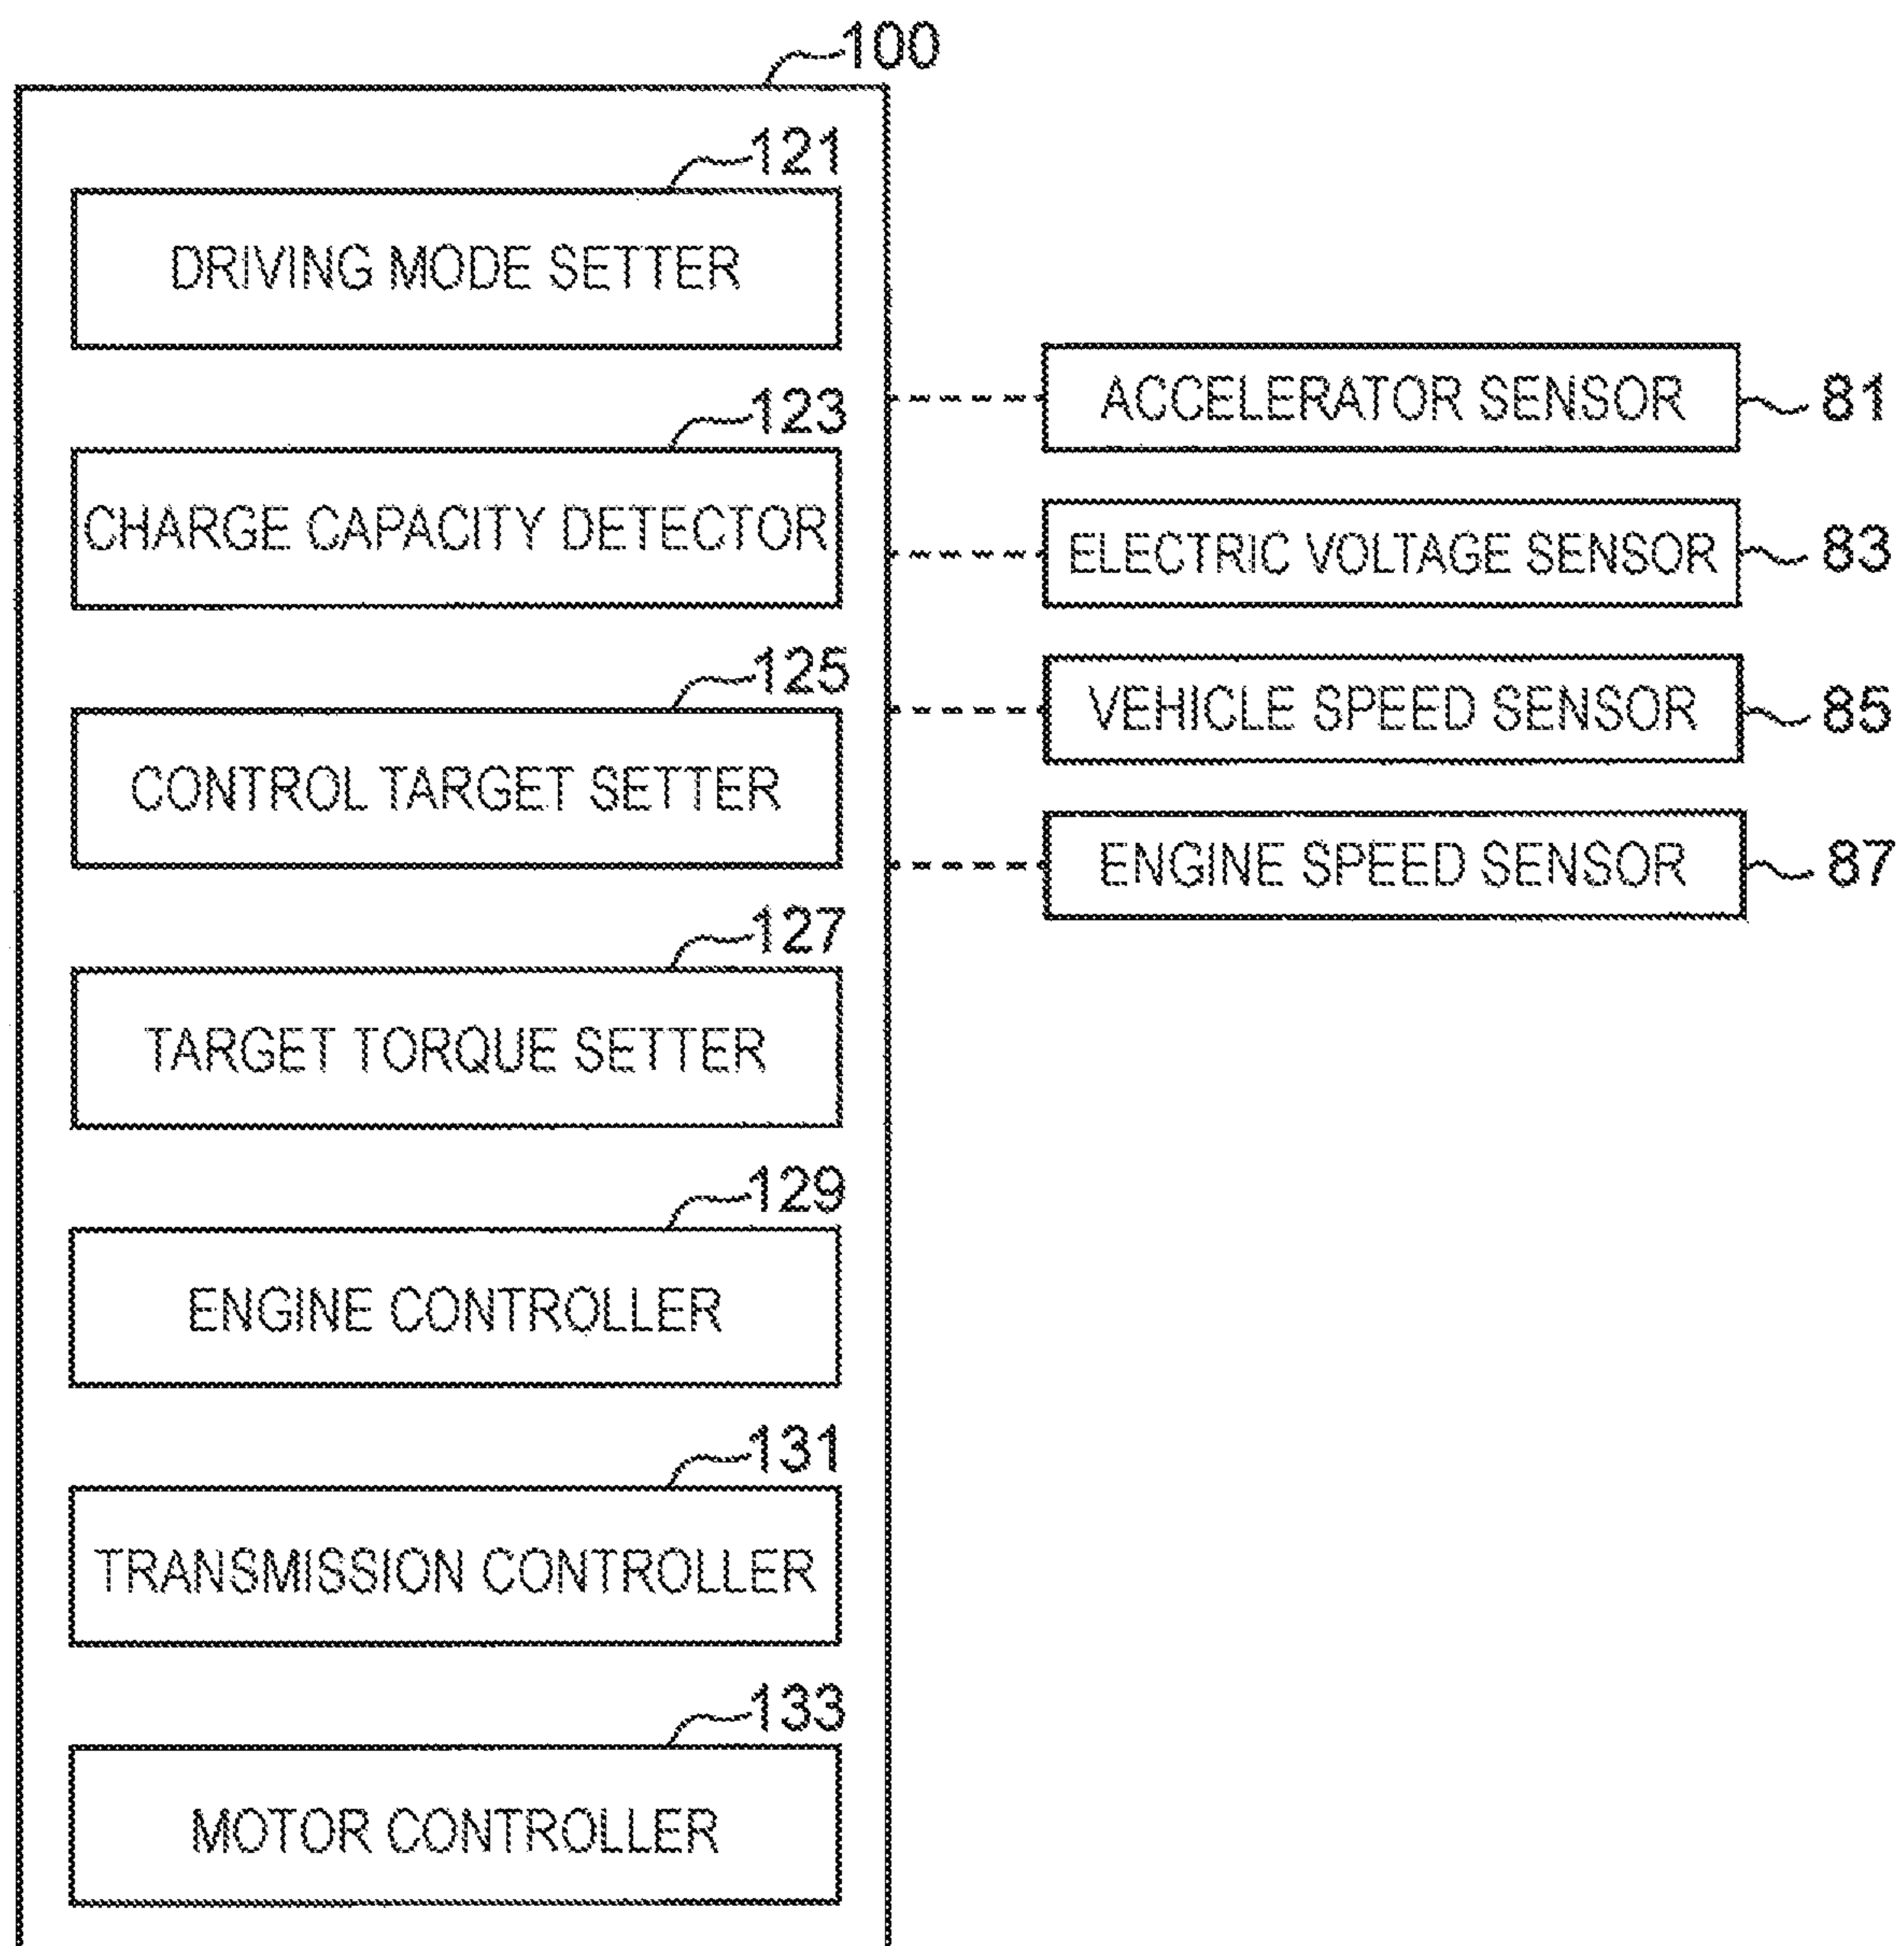 100
121
DRIVING MODE SETTER
123
CHARGE CAPACITY DETECTOR
125
CONTROL TARGET SETTER
127
TARGET TORQUE SETTER
129
ENGINE CONTROLLER
131
TRANSMISSION CONTROLLER
133
MOTOR CONTROLLER
ACCELERATOR SENSOR 81
ELECTRIC VOLTAGE SENSOR 83
VEHICLE SPEED SENSOR 85
ENGINE SPEED SENSOR 87